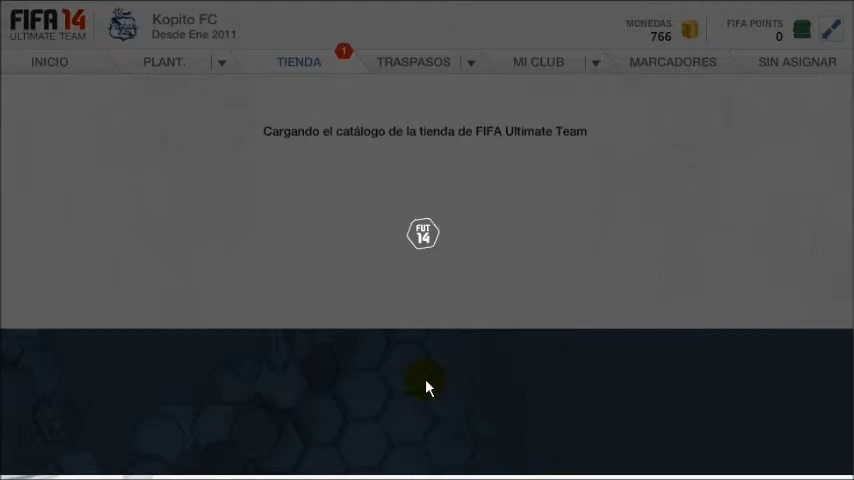 FIFA 14
ULTIMATE TEAM
Kopito FC
Desde Ene 2011
MONEDAS
766
FIFA POINTS
0
INICIO
PLANT.
TIENDA
1
TRASPASOS
MI CLUB
MARCADORES
SIN ASIGNAR
Cargando el catálogo de la tienda de FIFA Ultimate Team
FUT
14